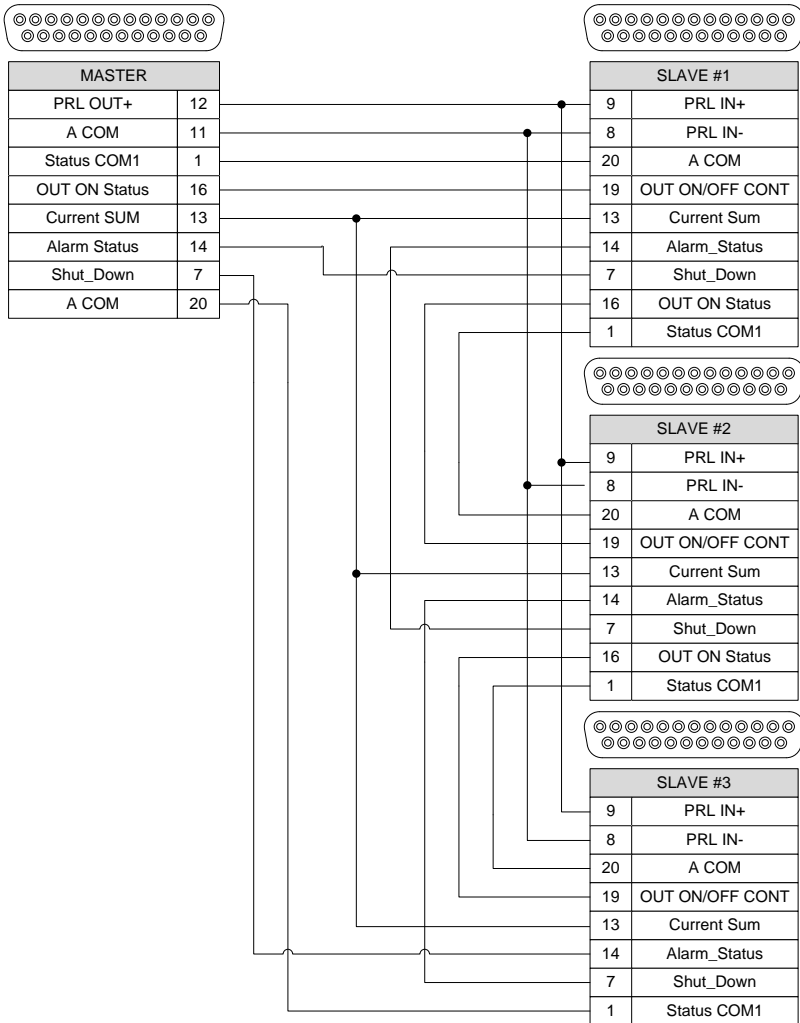 MASTER
PRL OUT+ 12
A COM 11
Status COM1 1
OUT ON Status 16
Current SUM 13
Alarm Status 14
Shut_Down 7
A COM 20
SLAVE #1
9 PRL IN+
8 PRL IN-
20 A COM
19 OUT ON/OFF CONT
13 Current Sum
14 Alarm_Status
7 Shut_Down
16 OUT ON Status
1 Status COM1
SLAVE #2
9 PRL IN+
8 PRL IN-
20 A COM
19 OUT ON/OFF CONT
13 Current Sum
14 Alarm_Status
7 Shut_Down
16 OUT ON Status
1 Status COM1
SLAVE #3
9 PRL IN+
8 PRL IN-
20 A COM
19 OUT ON/OFF CONT
13 Current Sum
14 Alarm_Status
7 Shut_Down
1 Status COM1